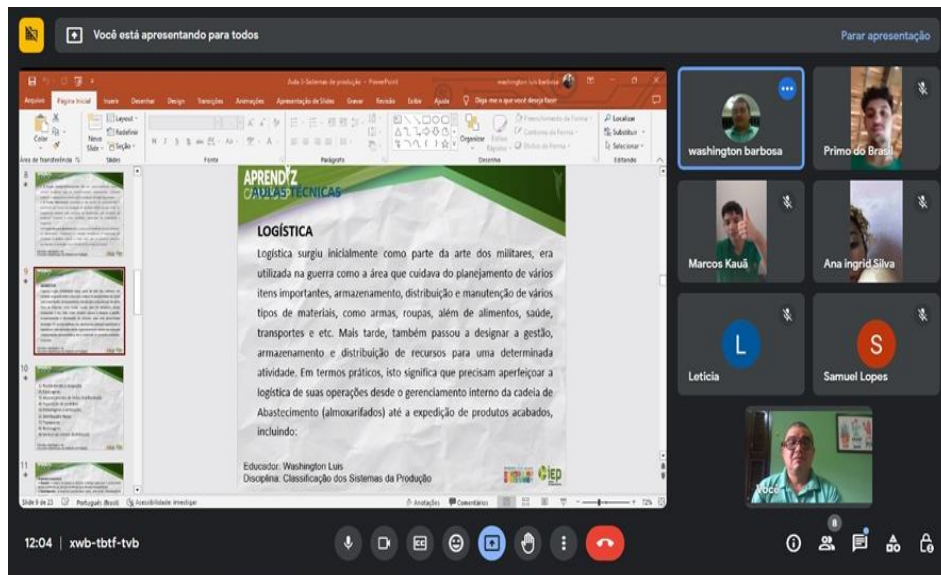 Você está apresentando para todos
Parar apresentação
Aula 3-Sistemas de produção - PowerPoint
washington luis barbosa
Arquivo Página Inicial Inserir Desenhar Design Transições Animações Apresentação de Slides Gravar Revisão Exibir Ajuda Diga-me o que você deseja fazer
Colar
Novo Slide
Layout
Redefinir
Seção
Organizar
Estilos
Preenchimento da Forma
Contorno da Forma
Efeitos de Forma
Localizar
Substituir
Selecionar
Área de transferência
Slides
Fonte
Parágrafo
Desenho
Editando
8
9
10
11
APRENDIZ
AULAS TÉCNICAS
LOGÍSTICA
Logística surgiu inicialmente como parte da arte dos militares, era
utilizada na guerra como a área que cuidava do planejamento de vários
itens importantes, armazenamento, distribuição e manutenção de vários
tipos de materiais, como armas, roupas, além de alimentos, saúde,
transportes e etc. Mais tarde, também passou a designar a gestão,
armazenamento e distribuição de recursos para uma determinada
atividade. Em termos práticos, isto significa que precisam aperfeiçoar a
logística de suas operações desde o gerenciamento interno da cadeia de
Abastecimento (almoxarifados) até a expedição de produtos acabados,
incluindo:
Educador: Washington Luis
Disciplina: Classificação dos Sistemas da Produção
iep
Slide 9 de 23 Português (Brasil) Acessibilidade: investigar
Anotações Comentários 72%
washington barbosa
Primo do Brasil
Marcos Kauã
Ana ingrid Silva
L
Letícia
S
Samuel Lopes
Você
12:04 | xwb-tbtf-tvb
CC
8